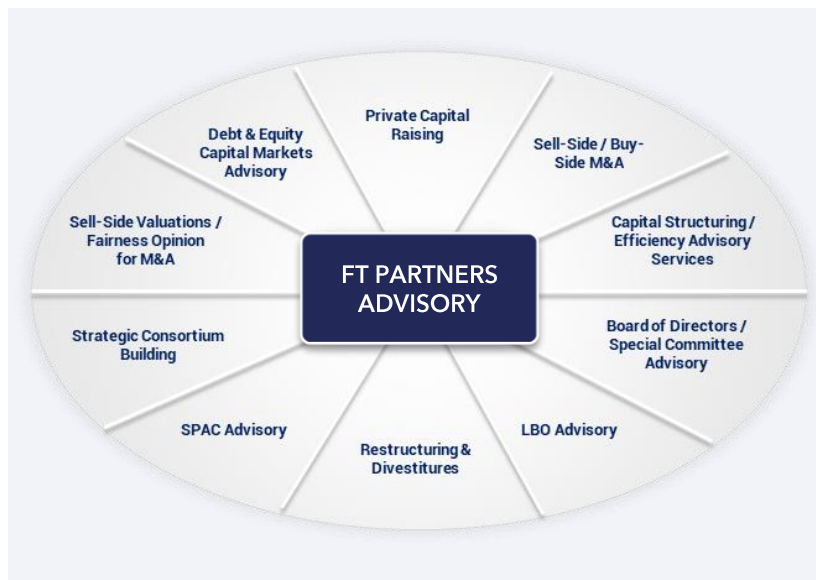 Private Capital
Raising
Sell-Side / Buy-
Side M&A
Capital Structuring/
Efficiency Advisory
Services
Board of Directors /
Special Committee
Advisory
LBO Advisory
Restructuring &
Divestitures
SPAC Advisory
Strategic Consortium
Building
Sell-Side Valuations /
Fairness Opinion
for M&A
Debt & Equity
Capital Markets
Advisory
FT PARTNERS
ADVISORY